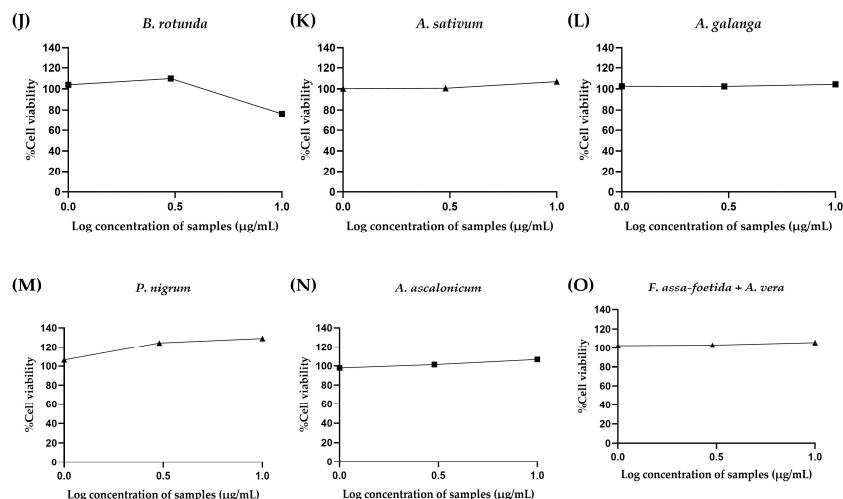 (J)
B. rotunda
140
120
100
80
60
40
20
0
%Cell viability
0.0
0.5
1.0
Log concentration of samples (µg/mL)
(K)
A. sativum
140
120
100
80
60
40
20
0
%Cell viability
0.0
0.5
1.0
Log concentration of samples (µg/mL)
(L)
A. galanga
140
120
100
80
60
40
20
0
%Cell viability
0.0
0.5
1.0
Log concentration of samples (µg/mL)
(M)
P. nigrum
140
120
100
80
60
40
20
0
%Cell viability
0.0
0.5
1.0
Log concentration of samples (µg/mL)
(N)
A. ascalonicum
140
120
100
80
60
40
20
0
%Cell viability
0.0
0.5
1.0
Log concentration of samples (µg/mL)
(O)
F. assa-foetida + A. vera
140
120
100
80
60
40
20
0
%Cell viability
0.0
0.5
1.0
Log concentration of samples (µg/mL)